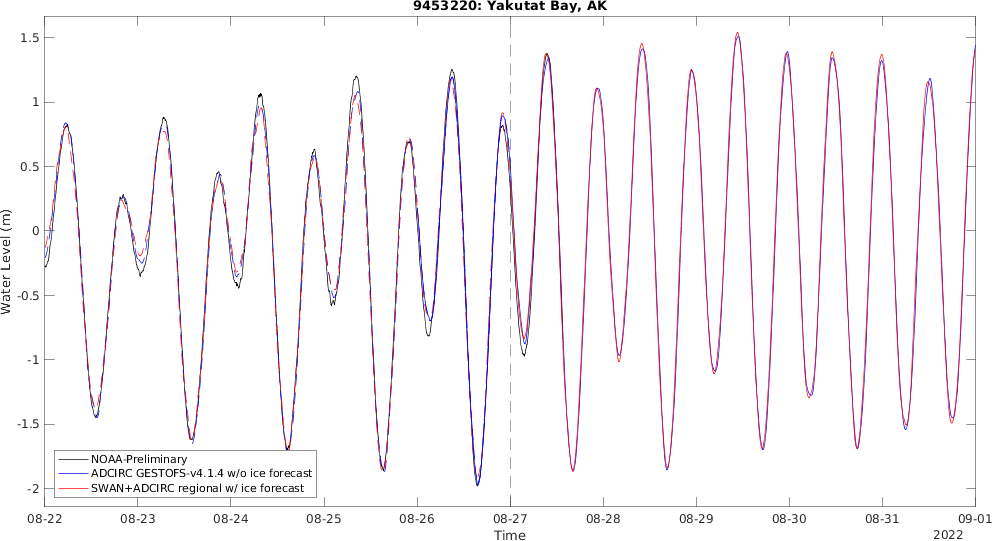 9453220: Yakutat Bay, AK
Water Level (m)
1.5
1
0.5
0
-0.5
-1
-1.5
-2
NOAA-Preliminary
ADCIRC GESTOFS-v4.1.4 w/o ice forecast
SWAN+ADCIRC regional w/ ice forecast
08-22 08-23 08-24 08-25 08-26 08-27 08-28 08-29 08-30 08-31 09-01
Time
2022